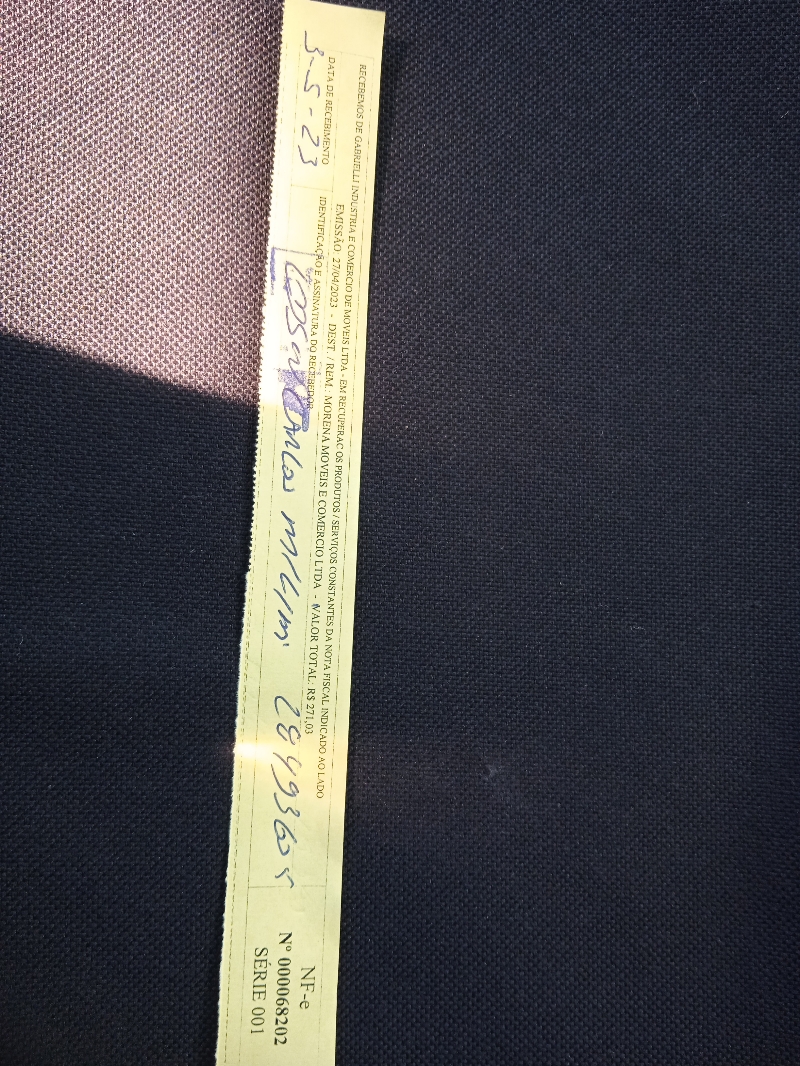 RECEBEMOS DE GABRIELLI INDUSTRIA E COMERCIO DE MOVEIS LTDA - EM RECUPERAC OS PRODUTOS / SERVIÇOS CONSTANTES DA NOTA FISCAL INDICADO AO LADO
EMISSÃO: 27/04/2023 - DEST. / REM.: MORENA MOVEIS E COMERCIO LTDA - VALOR TOTAL: R$ 271,03
DATA DE RECEBIMENTO
3-5-23
IDENTIFICAÇÃO E ASSINATURA DO RECEBEDOR
NF-e
Nº 000068202
SÉRIE 001